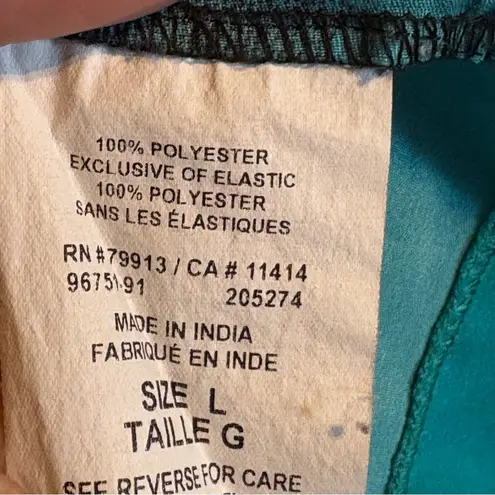 100% POLYESTER
EXCLUSIVE OF ELASTIC
100% POLYESTER
SANS LES ÉLASTIQUES
RN #79913 / CA # 11414
96751-91 205274
MADE IN INDIA
FABRIQUÉ EN INDE
SIZE L
TAILLE G
SEE REVERSE FOR CARE